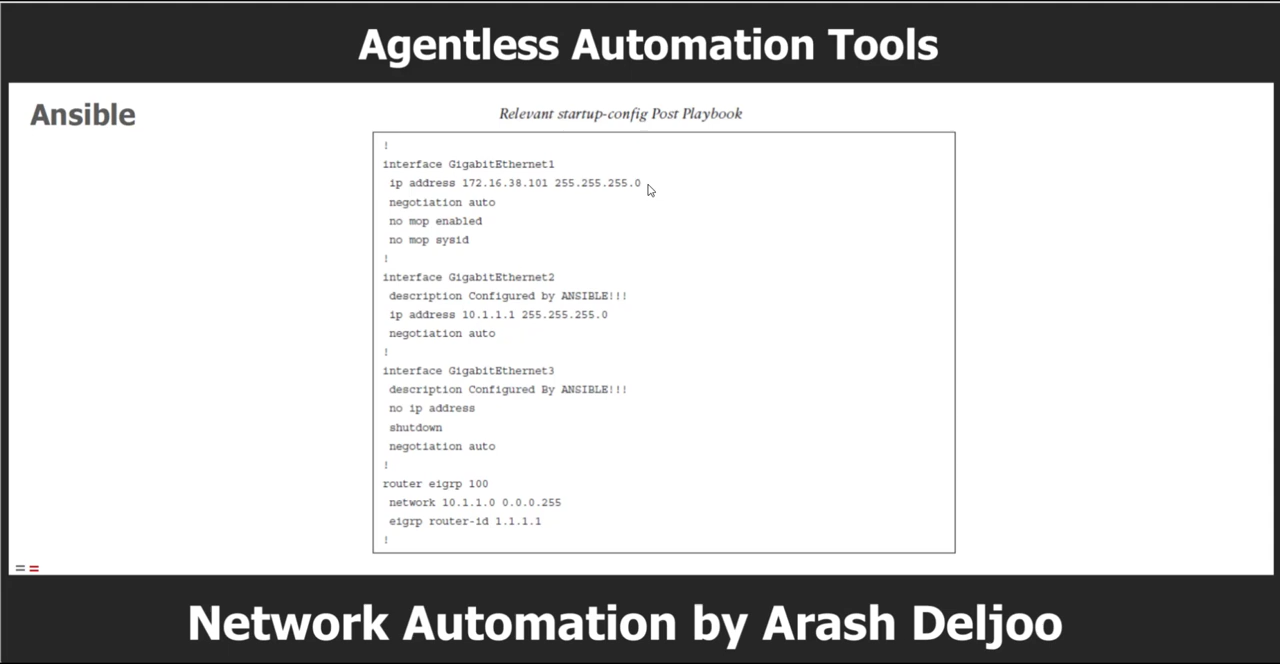 Agentless Automation Tools
Ansible
Relevant startup-config Post Playbook
!
interface GigabitEthernet1
 ip address 172.16.38.101 255.255.255.0
 negotiation auto
 no mop enabled
 no mop sysid
!
interface GigabitEthernet2
 description Configured by ANSIBLE!!!
 ip address 10.1.1.1 255.255.255.0
 negotiation auto
!
interface GigabitEthernet3
 description Configured By ANSIBLE!!!
 no ip address
 shutdown
 negotiation auto
!
router eigrp 100
 network 10.1.1.0 0.0.0.255
 eigrp router-id 1.1.1.1
!
Network Automation by Arash Deljoo